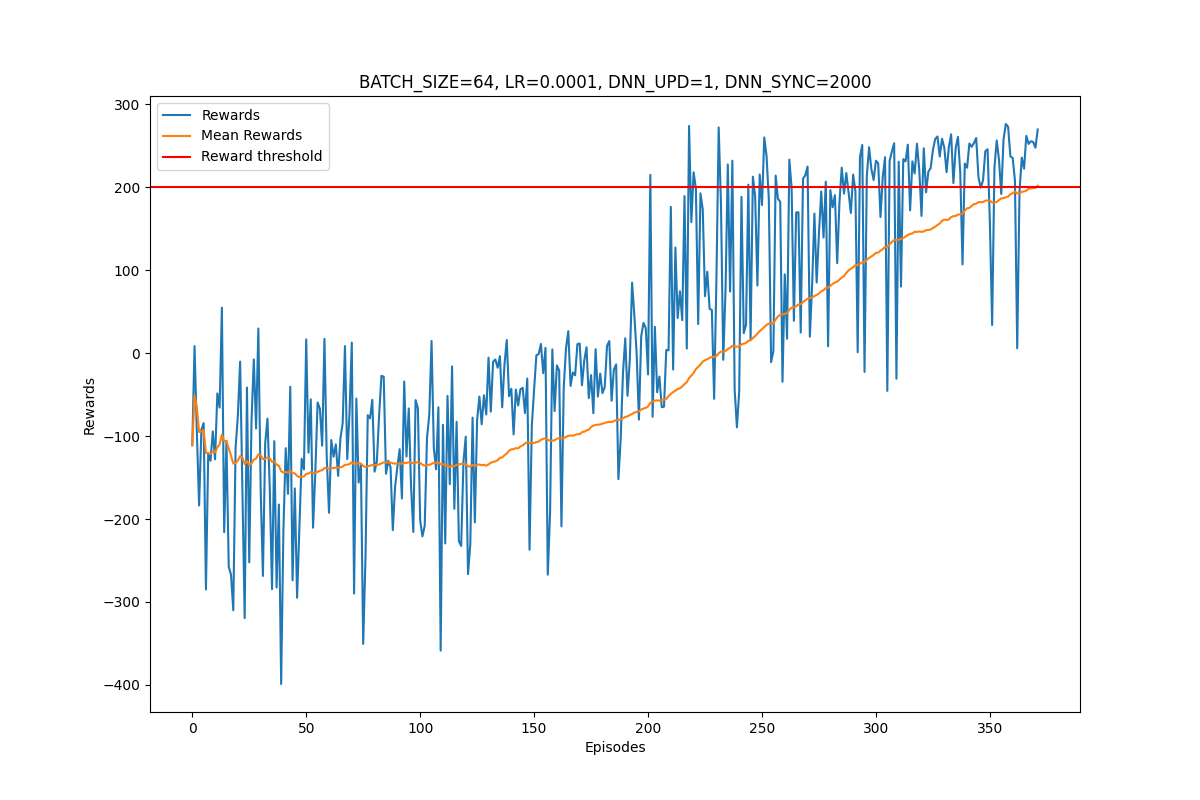 BATCH_SIZE=64, LR=0.0001, DNN_UPD=1, DNN_SYNC=2000
Rewards
Mean Rewards
Reward threshold
300
200
100
0
−100
−200
−300
−400
Rewards
0
50
100
150
200
250
300
350
Episodes